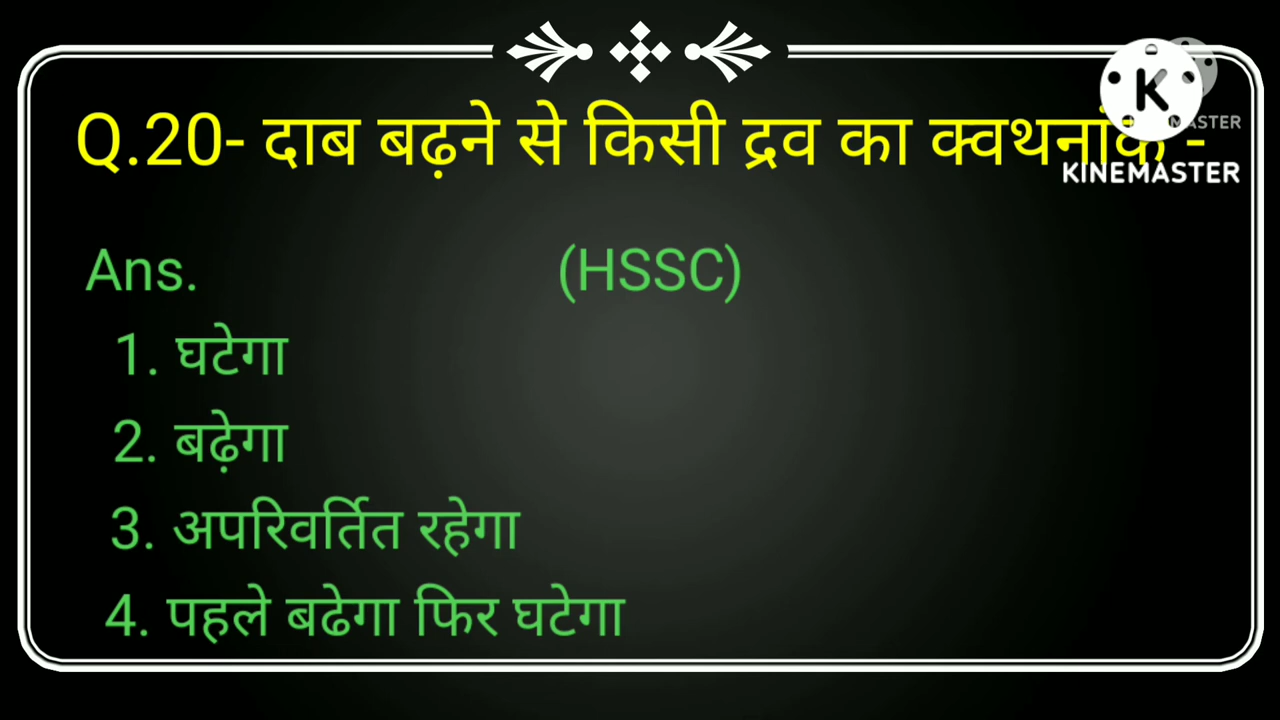 Q.20- दाब बढ़ने से किसी द्रव का क्वथनांक -
K
KINEMASTER
Ans. (HSSC)
1. घटेगा
2. बढ़ेगा
3. अपरिवर्तित रहेगा
4. पहले बढेगा फिर घटेगा